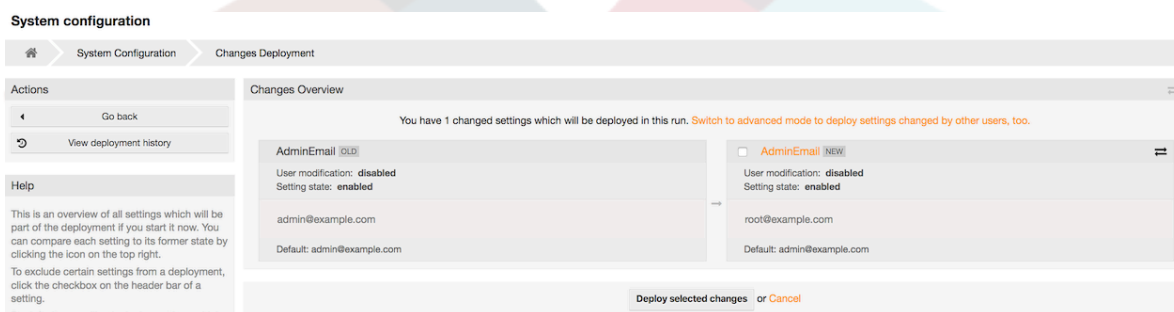 System configuration
System Configuration
Changes Deployment
Actions
Go back
View deployment history
Help
This is an overview of all settings which will be
part of the deployment if you start it now. You
can compare each setting to its former state by
clicking the icon on the top right.
To exclude certain settings from a deployment,
click the checkbox on the header bar of a
setting.
Changes Overview
You have 1 changed settings which will be deployed in this run. Switch to advanced mode to deploy settings changed by other users, too.
AdminEmail OLD
User modification: disabled
Setting state: enabled
admin@example.com
Default: admin@example.com
AdminEmail NEW
User modification: disabled
Setting state: enabled
root@example.com
Default: admin@example.com
Deploy selected changes or Cancel